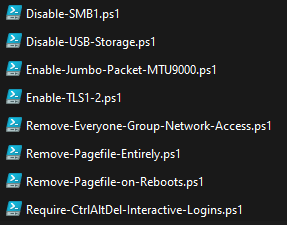 Disable-SMB1.ps1
Disable-USB-Storage.ps1
Enable-Jumbo-Packet-MTU9000.ps1
Enable-TLS1-2.ps1
Remove-Everyone-Group-Network-Access.ps1
Remove-Pagefile-Entirely.ps1
Remove-Pagefile-on-Reboots.ps1
Require-CtrlAltDel-Interactive-Logins.ps1